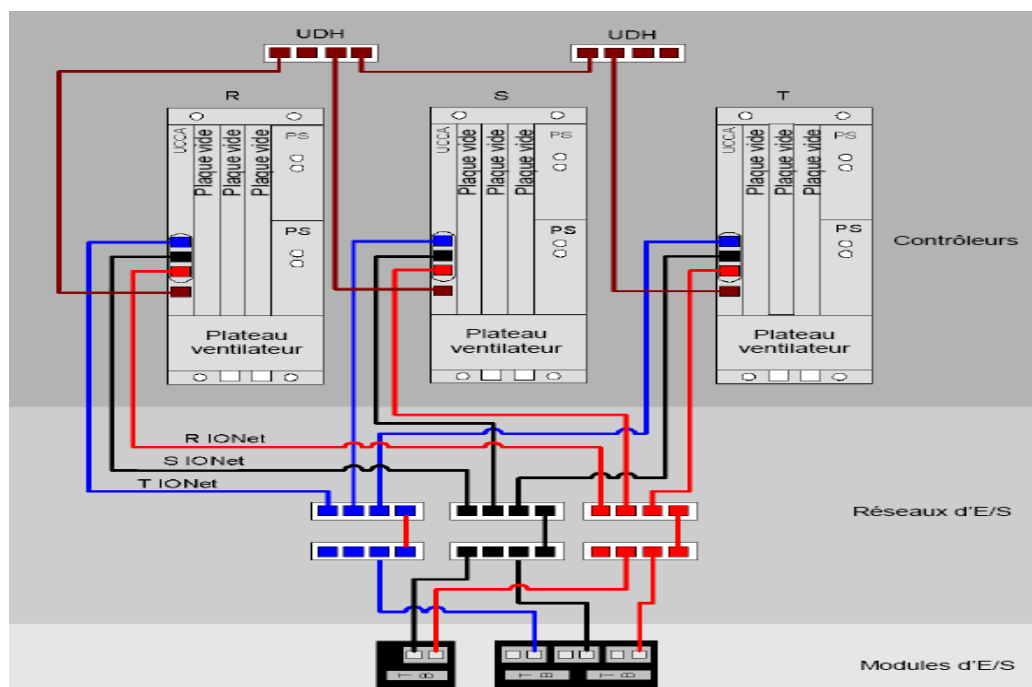 UDH
UDH
R
S
T
UCCA
Plaque vide
Plaque vide
Plaque vide
PS
PS
Plateau
ventilateur
UCCA
Plaque vide
Plaque vide
Plaque vide
PS
PS
Plateau
ventilateur
UCCA
Plaque vide
Plaque vide
Plaque vide
PS
PS
Plateau
ventilateur
Contrôleurs
R IONet
S IONet
T IONet
Réseaux d'E/S
Modules d'E/S
T B
T B
T B